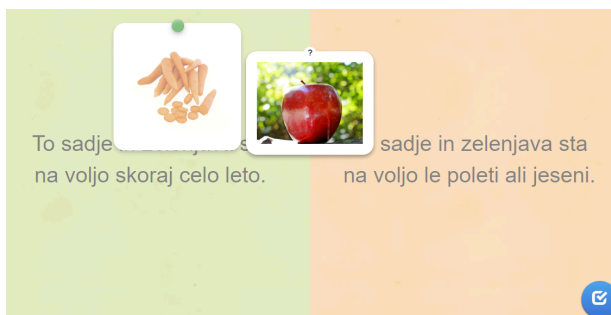 ?
To sadje
na voljo skoraj celo leto.
sadje in zelenjava sta
na voljo le poleti ali jeseni.